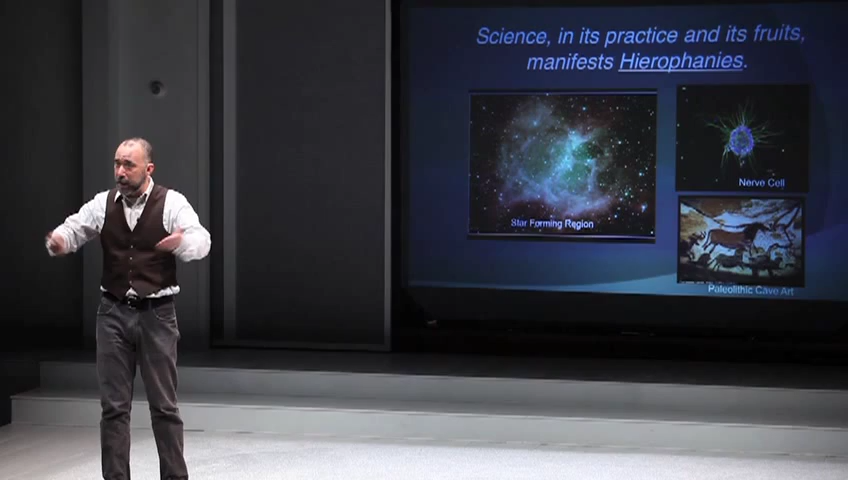 Science, in its practice and its fruits,
manifests Hierophanies.
Star Forming Region
Nerve Cell
Paleolithic Cave Art